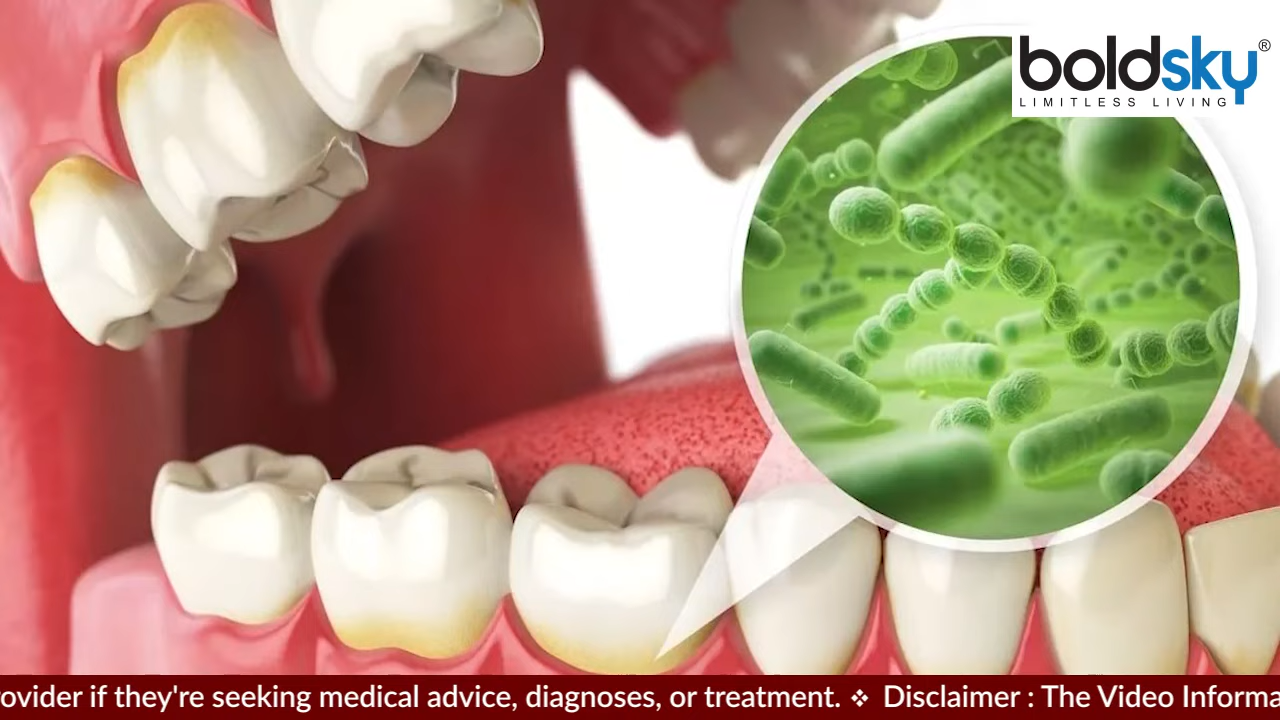 boldsky®
LIMITLESS LIVING
ovider if they're seeking medical advice, diagnoses, or treatment. ❖ Disclaimer : The Video Informa